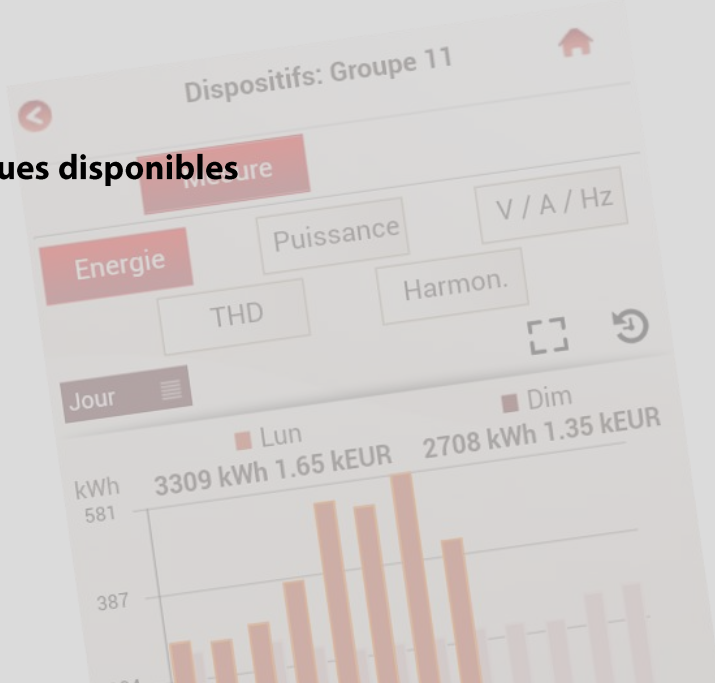 Dispositifs: Groupe 11
ues disponibles
Energie
Puissance
V / A / Hz
THD
Harmon.
Jour
Lun
Dim
3309 kWh 1.65 kEUR
2708 kWh 1.35 kEUR
kWh
581
387